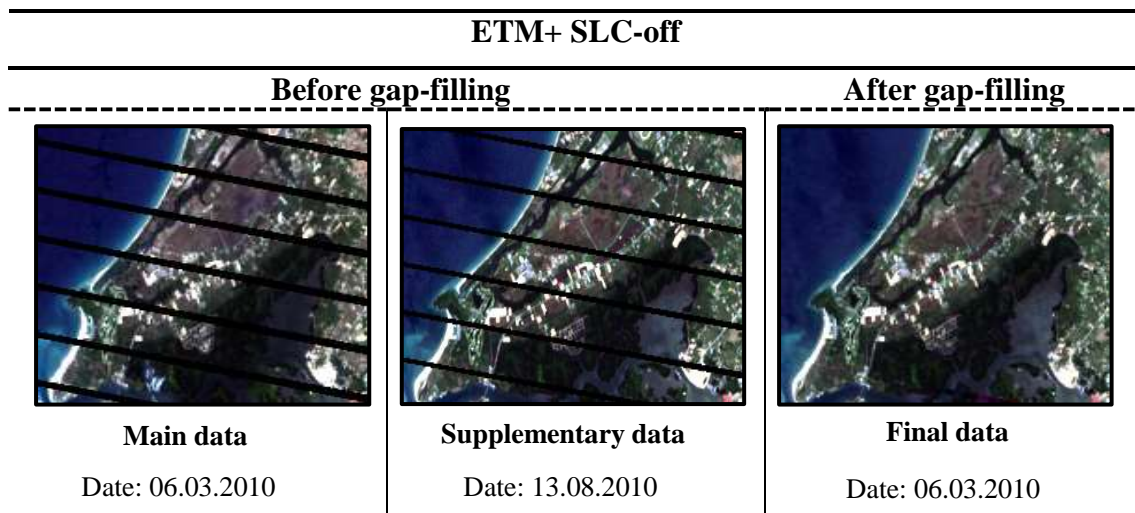 ETM+ SLC-off
Before gap-filling
After gap-filling
Main data
Supplementary data
Final data
Date: 06.03.2010
Date: 13.08.2010
Date: 06.03.2010